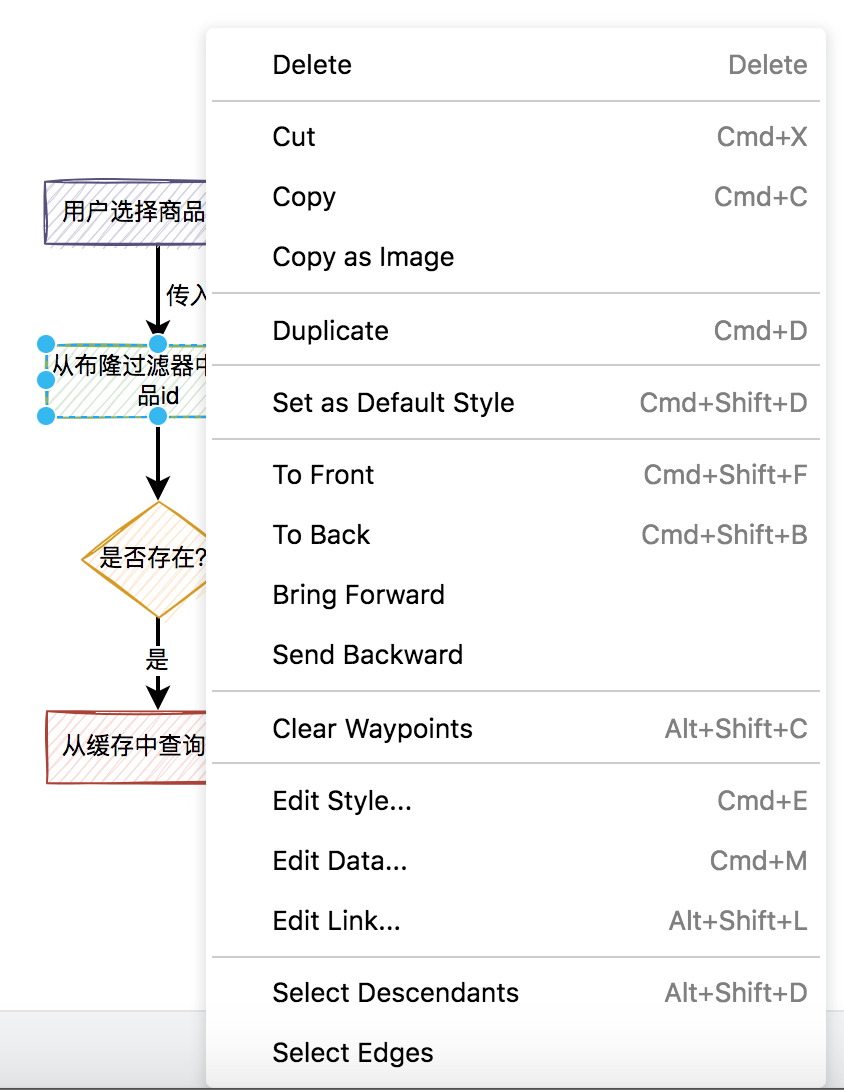 用户选择商品
传入
从布隆过滤器中
品id
是否存在?
是
从缓存中查询
Delete Delete
Cut Cmd+X
Copy Cmd+C
Copy as Image
Duplicate Cmd+D
Set as Default Style Cmd+Shift+D
To Front Cmd+Shift+F
To Back Cmd+Shift+B
Bring Forward
Send Backward
Clear Waypoints Alt+Shift+C
Edit Style... Cmd+E
Edit Data... Cmd+M
Edit Link... Alt+Shift+L
Select Descendants Alt+Shift+D
Select Edges